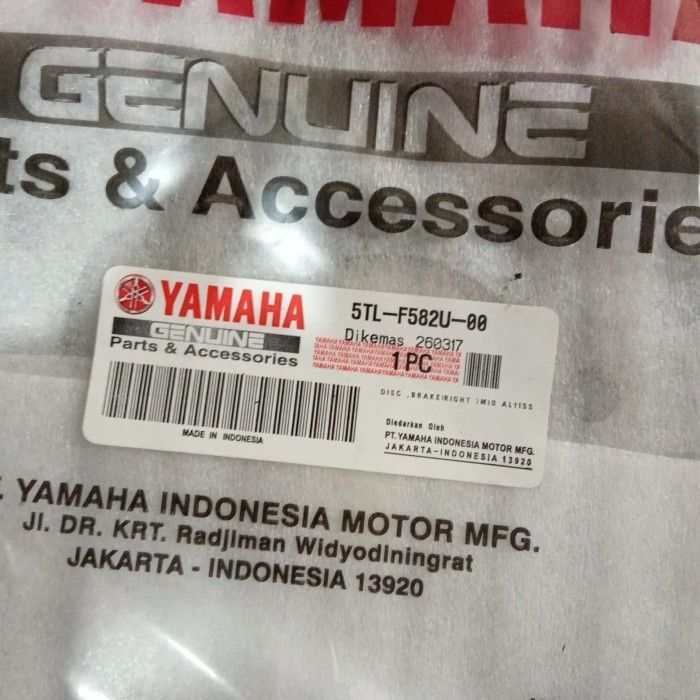 YAMAHA
GENUINE
ts & Accessorie
YAMAHA
GENUINE
Parts & Accessories
5TL-F582U-00
Dikemas 260317
1PC
DISC ,BRAKE(RIGHT )MIO AL115S
MADE IN INDONESIA
Diedarkan Oleh
PT. YAMAHA INDONESIA MOTOR MFG.
JAKARTA-INDONESIA 13920
. YAMAHA INDONESIA MOTOR MFG.
Jl. DR. KRT. Radjiman Widyodiningrat
JAKARTA - INDONESIA 13920